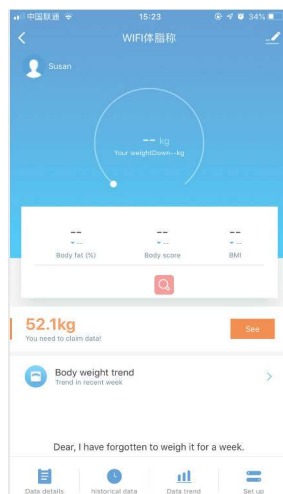 中国联通 15:23 34%
WIFI体脂称
Susan
-- kg
Your weightDown--kg
-- -- --
-- -- --
Body fat (%) Body score BMI
52.1kg
You need to claim data!
See
Body weight trend
Trend in recent week
Dear, I have forgotten to weigh it for a week.
Data details historical data Data trend Set up